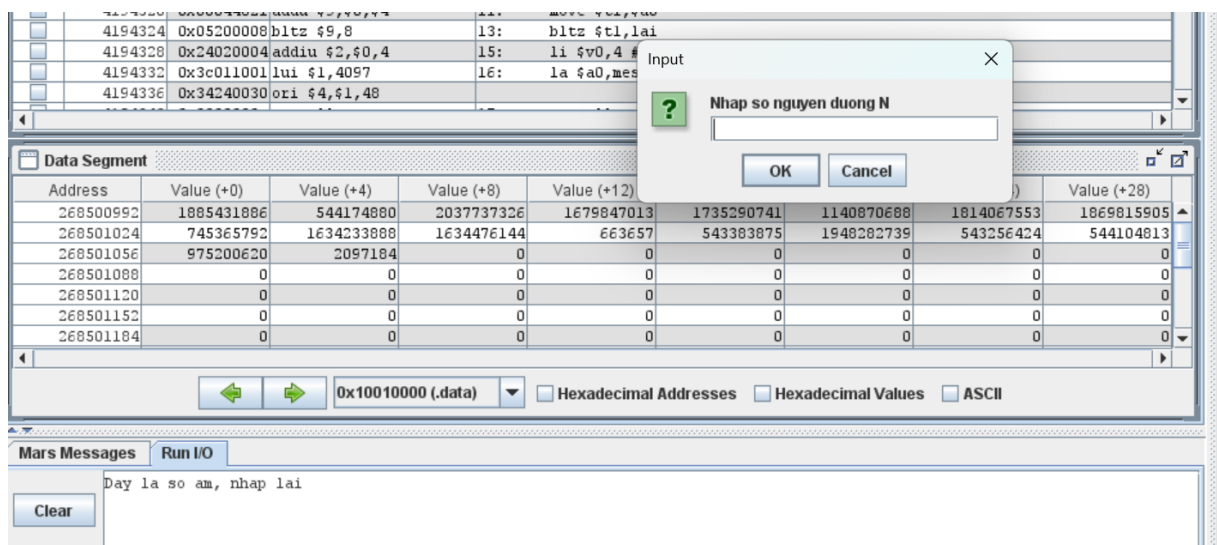 4194324 0x05200008 bltz $9,8 13: bltz $t1,lai
4194328 0x24020004 addiu $2,$0,4 15: li $v0,4 #
4194332 0x3c011001 lui $1,4097 16: la $a0,mes
4194336 0x34240030 ori $4,$1,48
Input
Nhap so nguyen duong N
OK Cancel
Data Segment
Address Value (+0) Value (+4) Value (+8) Value (+12) Value (+28)
268500992 1885431886 544174880 2037737326 1679847013 1735290741 1140870688 1814067553 1869815905
268501024 745365792 1634233888 1634476144 663657 543383875 1948282739 543256424 544104813
268501056 975200620 2097184 0 0 0 0 0 0
268501088 0 0 0 0 0 0 0 0
268501120 0 0 0 0 0 0 0 0
268501152 0 0 0 0 0 0 0 0
268501184 0 0 0 0 0 0 0 0
0x10010000 (.data) Hexadecimal Addresses Hexadecimal Values ASCII
Mars Messages Run I/O
Day la so am, nhap lai
Clear